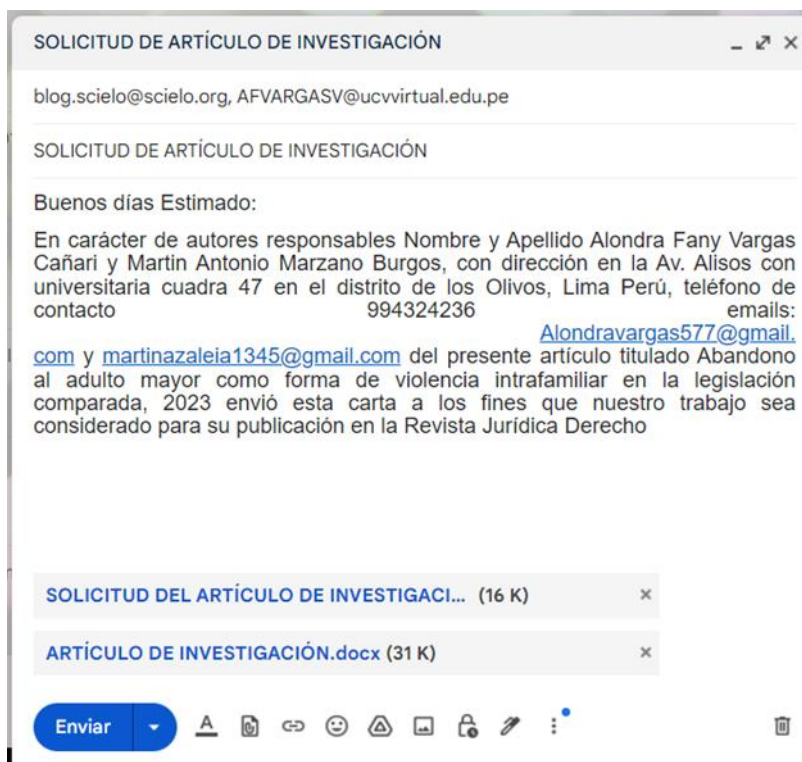 SOLICITUD DE ARTÍCULO DE INVESTIGACIÓN
blog.scielo@scielo.org, AFVARGASV@ucvvirtual.edu.pe
SOLICITUD DE ARTÍCULO DE INVESTIGACIÓN
Buenos días Estimado:
En carácter de autores responsables Nombre y Apellido Alondra Fany Vargas
Cañari y Martin Antonio Marzano Burgos, con dirección en la Av. Alisos con
universitaria cuadra 47 en el distrito de los Olivos, Lima Perú, teléfono de
contacto 994324236 emails:
Alondravargas577@gmail.
com y martinazaleia1345@gmail.com del presente artículo titulado Abandono
al adulto mayor como forma de violencia intrafamiliar en la legislación
comparada, 2023 envió esta carta a los fines que nuestro trabajo sea
considerado para su publicación en la Revista Jurídica Derecho
SOLICITUD DEL ARTÍCULO DE INVESTIGACI... (16 K)
ARTÍCULO DE INVESTIGACIÓN.docx (31 K)
Enviar